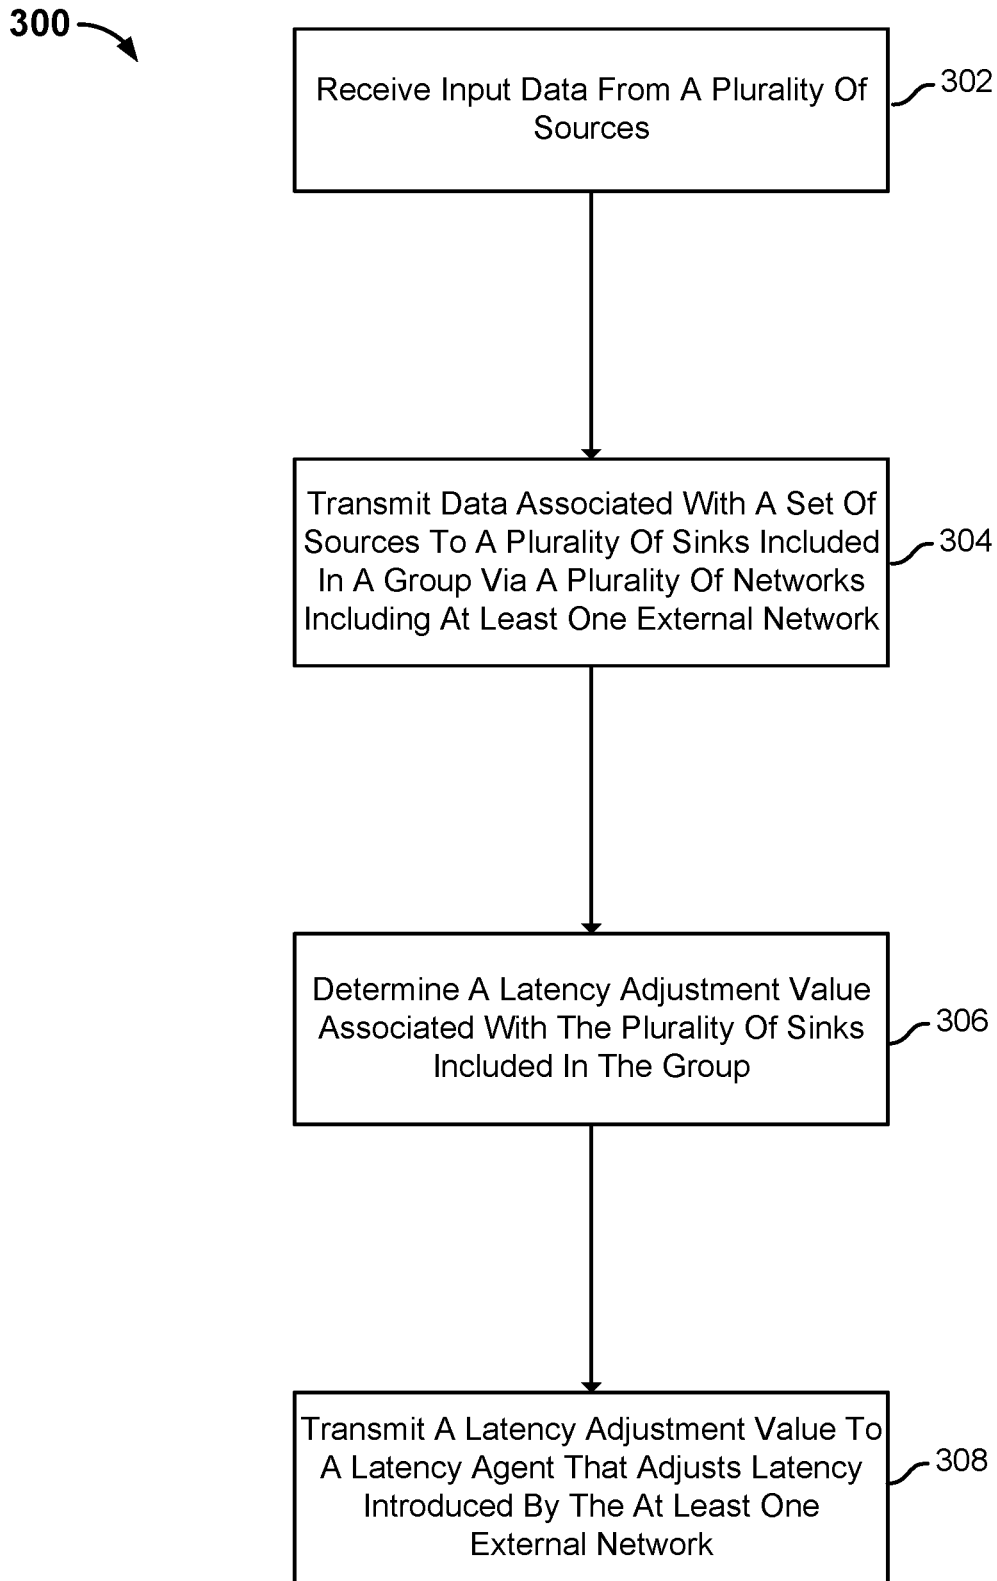 300
Receive Input Data From A Plurality Of
Sources
302
Transmit Data Associated With A Set Of
Sources To A Plurality Of Sinks Included
In A Group Via A Plurality Of Networks
Including At Least One External Network
304
Determine A Latency Adjustment Value
Associated With The Plurality Of Sinks
Included In The Group
306
Transmit A Latency Adjustment Value To
A Latency Agent That Adjusts Latency
Introduced By The At Least One
External Network
308